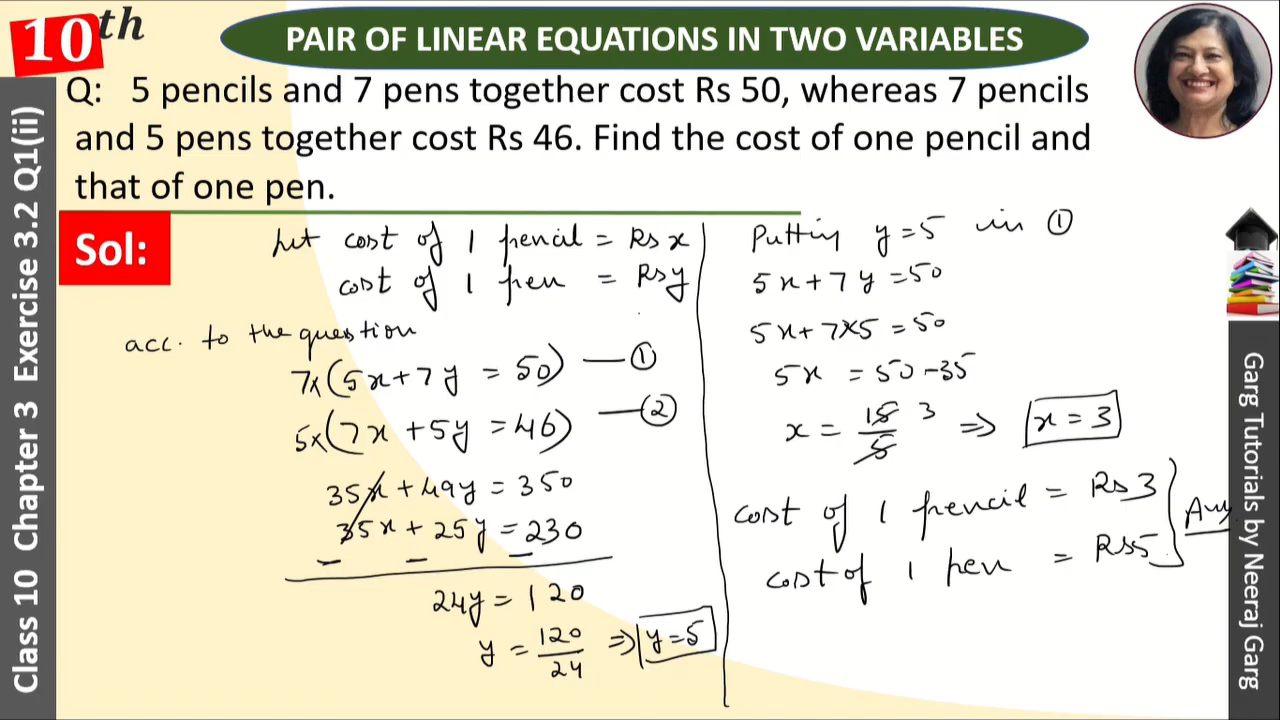 10th
PAIR OF LINEAR EQUATIONS IN TWO VARIABLES
Q: 5 pencils and 7 pens together cost Rs 50, whereas 7 pencils
and 5 pens together cost Rs 46. Find the cost of one pencil and
that of one pen.
Class 10 Chapter 3 Exercise 3.2 Q1(ii)
Sol:
Let cost of 1 pencil = Rs x
cost of 1 pen = Rs y
acc. to the question
7×(5x+7y = 50) — ①
5×(7x +5y =46) — ②
35x + 49y = 350
35x + 25y = 230
– – –
24y = 120
y = 120/24 ⇒ y=5
Putting y=5 in ①
5x+7y =50
5x+7×5 =50
5x =50-35
x = 15/5 3 ⇒ x=3
cost of 1 pencil = Rs 3
cost of 1 pen = Rs 5
Ans
Garg Tutorials by Neeraj Garg